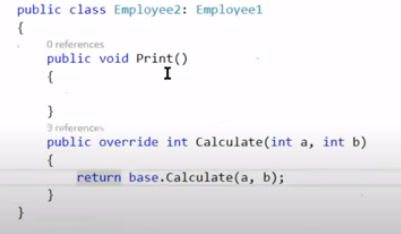 public class Employee2: Employee1
{
0 references
public void Print()
{
}
3 references
public override int Calculate(int a, int b)
{
return base.Calculate(a, b);
}
}